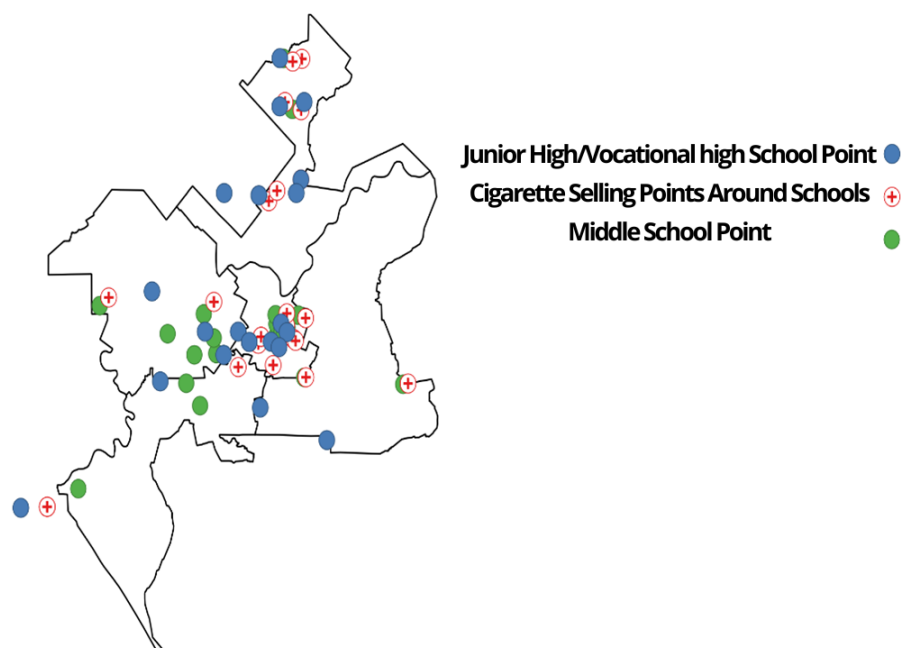 Junior High/Vocational high School Point
Cigarette Selling Points Around Schools
Middle School Point